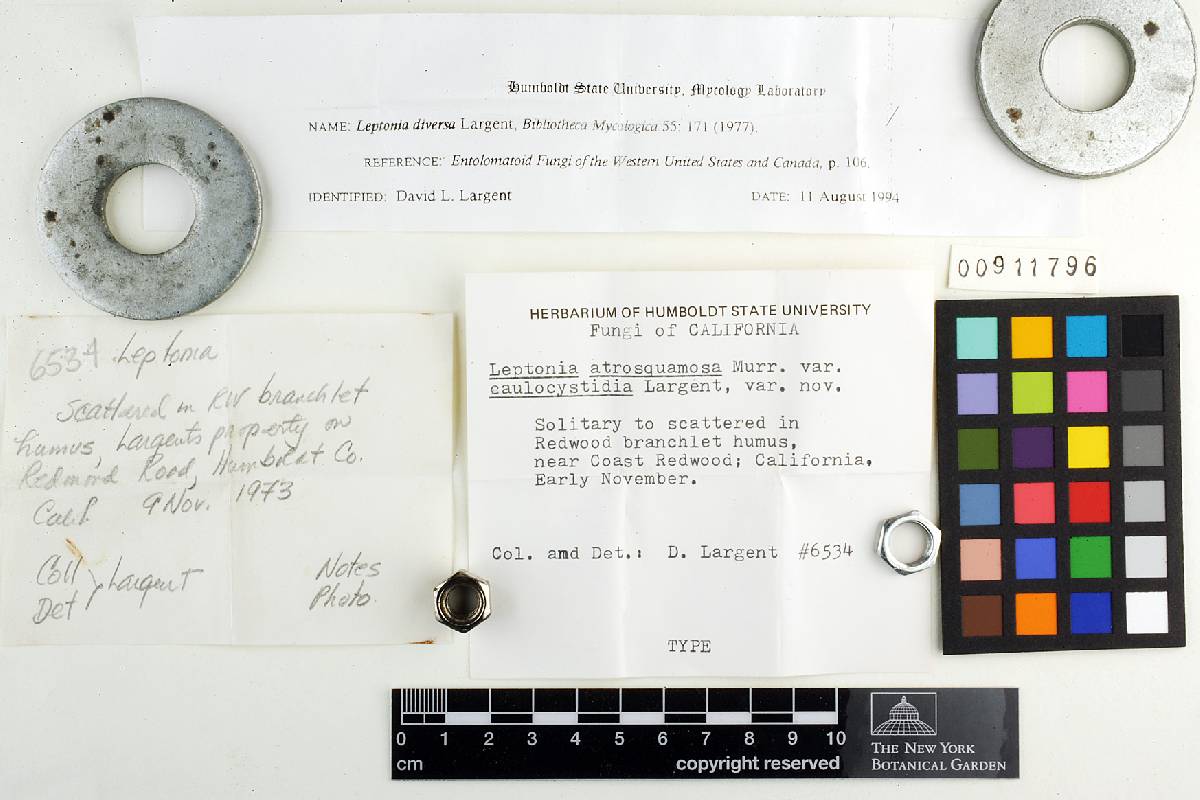 Humboldt State University, Mycology Laboratory
NAME: Leptonia diversa Largent, Bibliotheca Mycologica 55: 171 (1977).
REFERENCE: Entolomatoid Fungi of the Western United States and Canada, p. 106.
IDENTIFIED: David L. Largent DATE: 11 August 1994
00911796
6534 Leptonia
Scattered in RW branchlet
humus, Largents property on
Redmond Road, Humboldt Co.
Calif. 9 Nov. 1973
Coll Largent Notes
Det Photo.
HERBARIUM OF HUMBOLDT STATE UNIVERSITY
Fungi of CALIFORNIA
Leptonia atrosquamosa Murr. var.
caulocystidia Largent, var. nov.
Solitary to scattered in
Redwood branchlet humus,
near Coast Redwood; California,
Early November.
Col. and Det.: D. Largent #6534
TYPE
0 1 2 3 4 5 6 7 8 9 10
cm copyright reserved
THE NEW YORK
BOTANICAL GARDEN